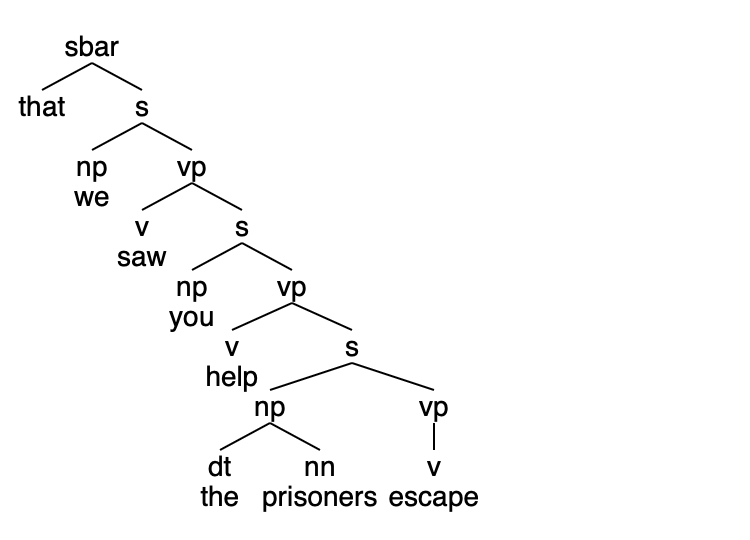 sbar
that s
np vp
we
v s
saw
np vp
you
v s
help
np vp
dt nn v
the prisoners escape